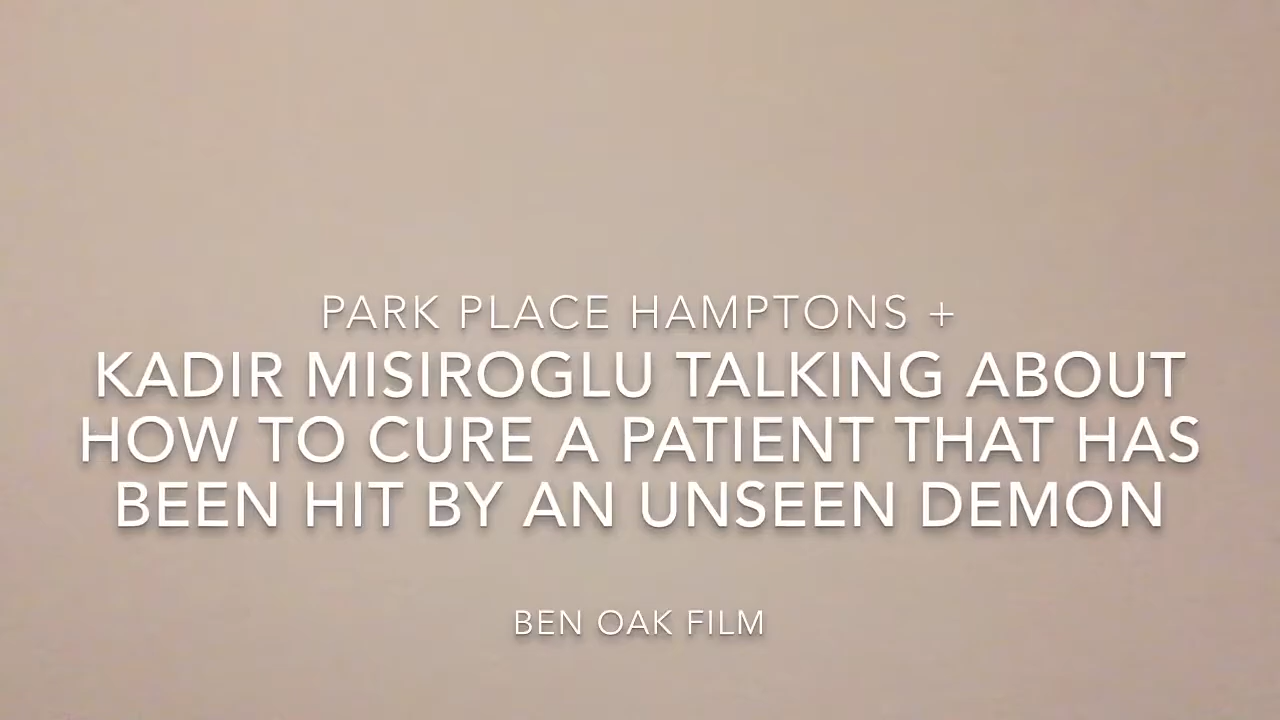 PARK PLACE HAMPTONS +
KADIR MISIROGLU TALKING ABOUT
HOW TO CURE A PATIENT THAT HAS
BEEN HIT BY AN UNSEEN DEMON
BEN OAK FILM